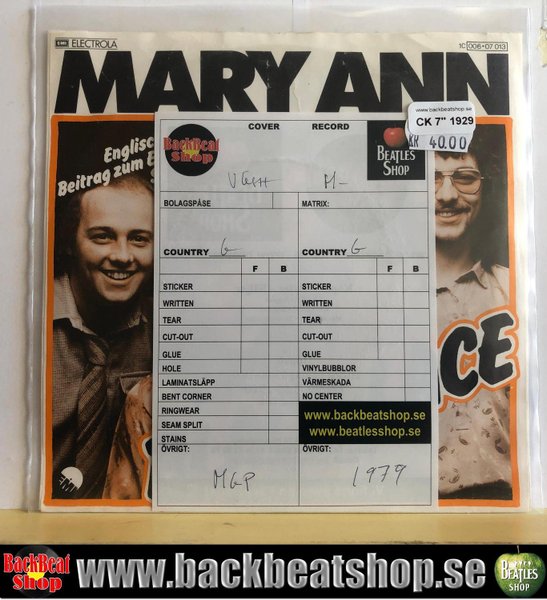 EMI ELECTROLA
1C 006-07 013
MARY ANN
www.backbeatshop.se
CK 7" 1929
KR 40.00
Englisc
Beitrag zum E
COVER RECORD
BackBeat
Shop
BEATLES
SHOP
VG++ M-
BOLAGSPÅSE MATRIX:
COUNTRY G COUNTRY G
F B F B
STICKER STICKER
WRITTEN WRITTEN
TEAR TEAR
CUT-OUT CUT-OUT
GLUE GLUE
HOLE VINYLBUBBLOR
LAMINATSLÄPP VÄRMESKADA
BENT CORNER NO CENTER
RINGWEAR
SEAM SPLIT
STAINS
www.backbeatshop.se
www.beatlesshop.se
ÖVRIGT: ÖVRIGT:
MGP 1979
CE
EMI
BackBeat
Shop
www.backbeatshop.se
BEATLES
SHOP